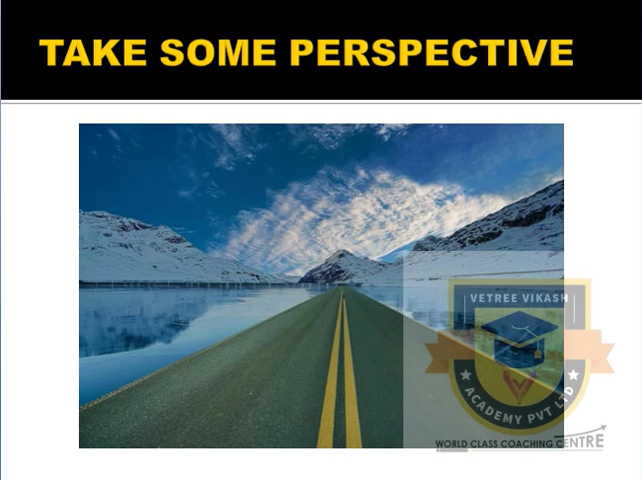 TAKE SOME PERSPECTIVE
VETREE VIKASH
ACADEMY PVT LTD
WORLD CLASS COACHING CENTRE